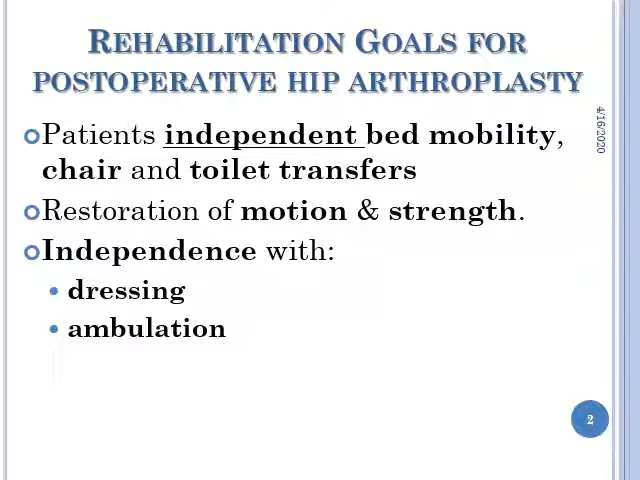 REHABILITATION GOALS FOR
POSTOPERATIVE HIP ARTHROPLASTY
Patients independent bed mobility,
chair and toilet transfers
Restoration of motion & strength.
Independence with:
dressing
ambulation
4/16/2020
2